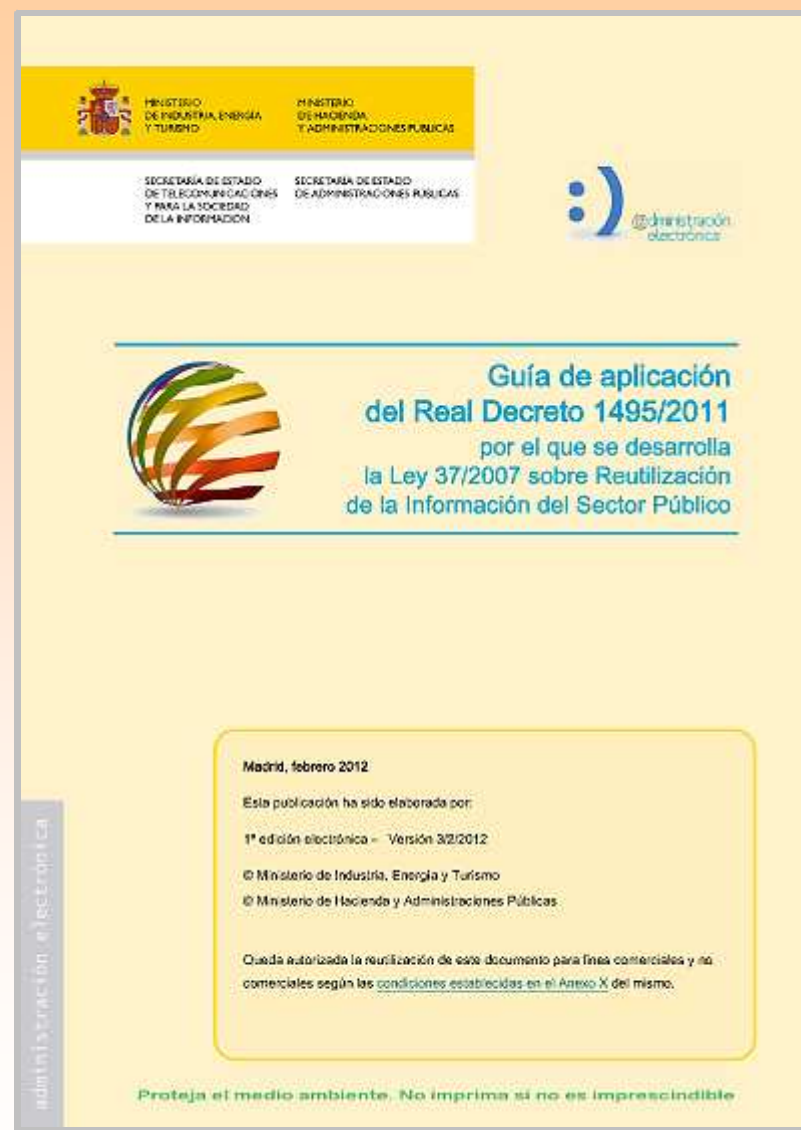 MINISTERIO
DE INDUSTRIA, ENERGÍA
Y TURISMO
MINISTERIO
DE HACIENDA
Y ADMINISTRACIONES PUBLICAS
SECRETARÍA DE ESTADO
DE TELECOMUNICACIONES
Y PARA LA SOCIEDAD
DE LA INFORMACIÓN
SECRETARÍA DE ESTADO
DE ADMINISTRACIONES PÚBLICAS
:)
@dministración
electrónica
Guía de aplicación
del Real Decreto 1495/2011
por el que se desarrolla
la Ley 37/2007 sobre Reutilización
de la Información del Sector Público
Madrid, febrero 2012
Esta publicación ha sido elaborada por:
1ª edición electrónica – Versión 3/2/2012
© Ministerio de Industria, Energía y Turismo
© Ministerio de Hacienda y Administraciones Públicas
Queda autorizada la reutilización de este documento para fines comerciales y no
comerciales según las condiciones establecidas en el Anexo X del mismo.
administración electrónica
Proteja el medio ambiente. No imprima si no es imprescindible